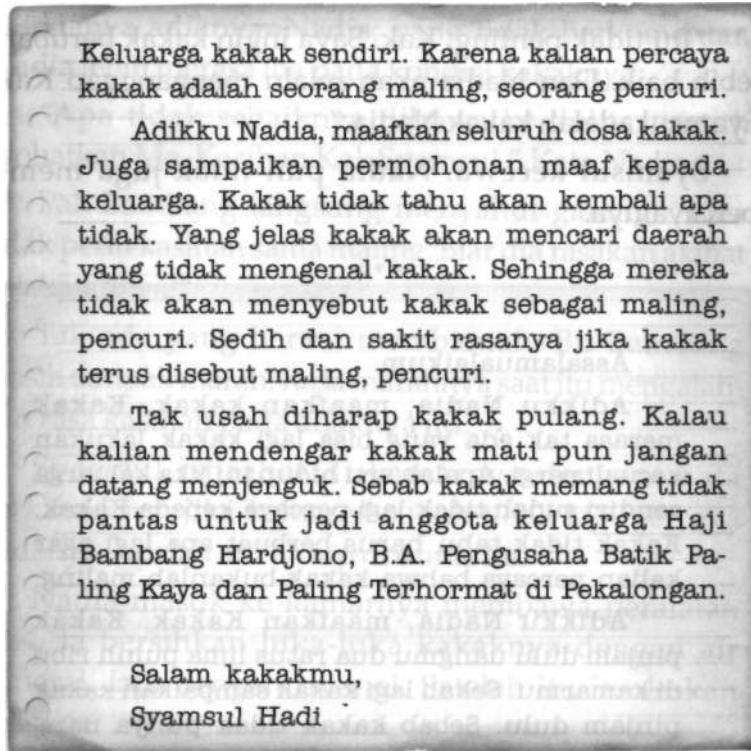 Keluarga kakak sendiri. Karena kalian percaya
kakak adalah seorang maling, seorang pencuri.
Adikku Nadia, maafkan seluruh dosa kakak.
Juga sampaikan permohonan maaf kepada
keluarga. Kakak tidak tahu akan kembali apa
tidak. Yang jelas kakak akan mencari daerah
yang tidak mengenal kakak. Sehingga mereka
tidak akan menyebut kakak sebagai maling,
pencuri. Sedih dan sakit rasanya jika kakak
terus disebut maling, pencuri.
Tak usah diharap kakak pulang. Kalau
kalian mendengar kakak mati pun jangan
datang menjenguk. Sebab kakak memang tidak
pantas untuk jadi anggota keluarga Haji
Bambang Hardjono, B.A. Pengusaha Batik Pa-
ling Kaya dan Paling Terhormat di Pekalongan.
Salam kakakmu,
Syamsul Hadi